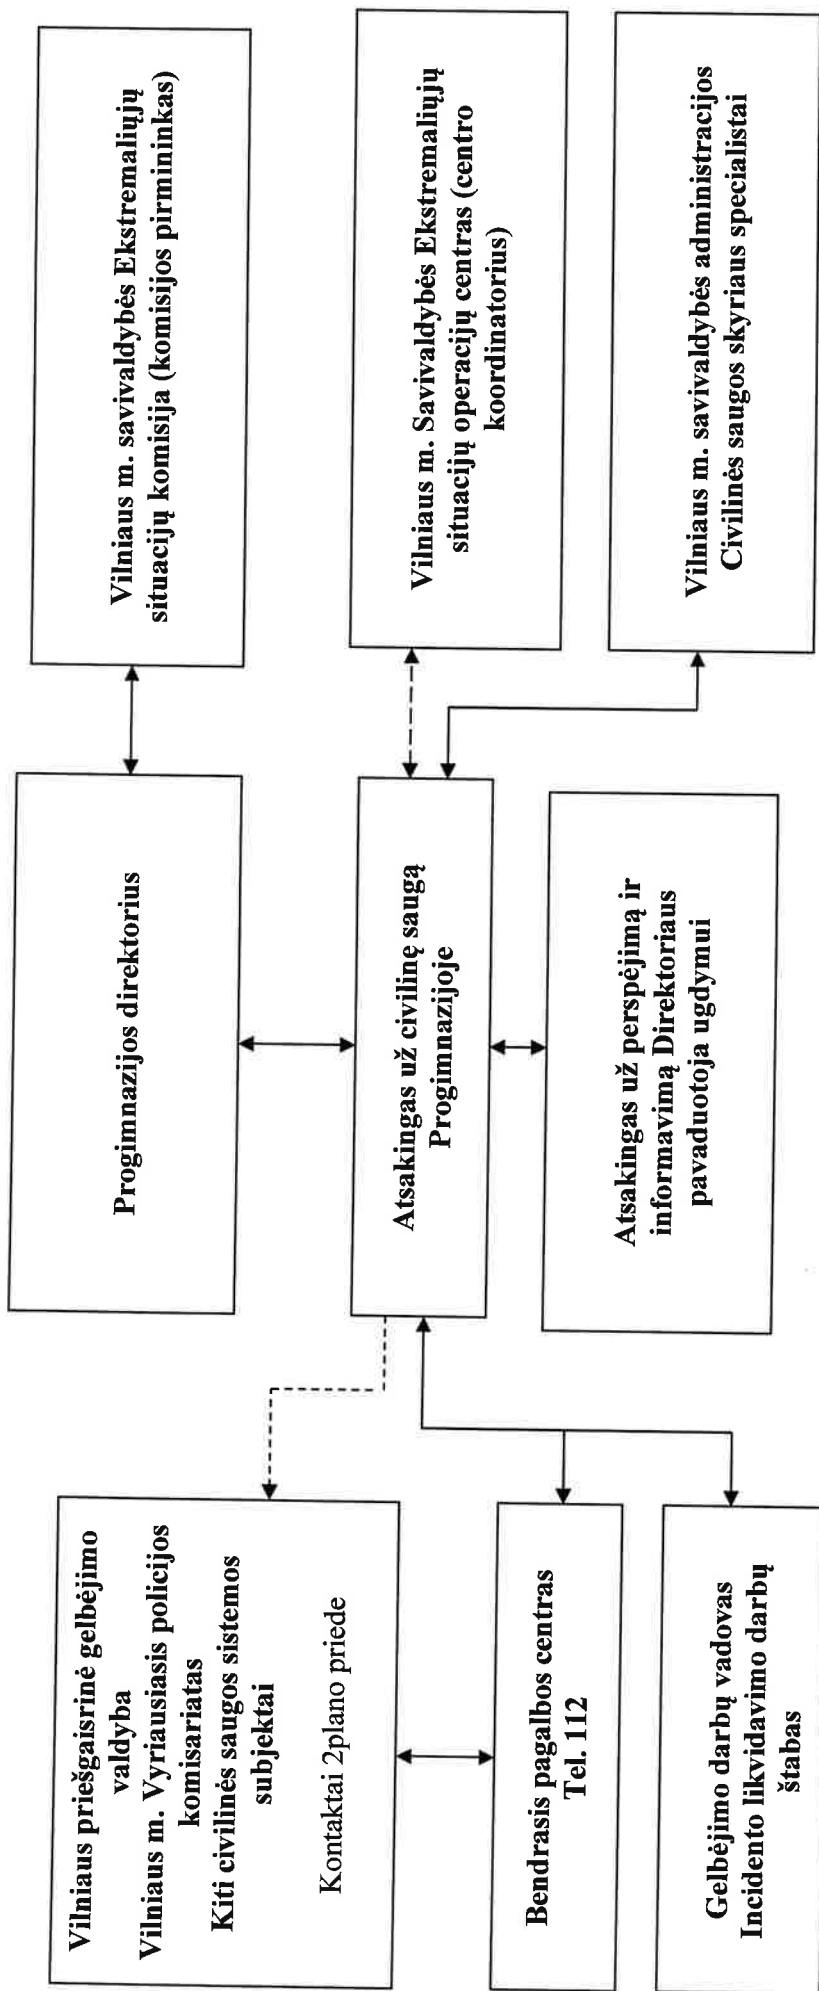 Vilniaus priešgaisrinė gelbėjimo
valdyba
Vilniaus m. Vyriausiasis policijos
komisariatas
Kiti civilinės saugos sistemos
subjektai
Kontaktai 2plano priede
Bendrasis pagalbos centras
Tel. 112
Gelbėjimo darbų vadovas
Incidento likvidavimo darbų
štabas
Progimnazijos direktorius
Atsakingas už civilinę saugą
Progimnazijoje
Atsakingas už perspėjimą ir
informavimą Direktoriaus
pavaduotoja ugdymui
Vilniaus m. savivaldybės Ekstremaliųjų
situacijų komisija (komisijos pirmininkas)
Vilniaus m. Savivaldybės Ekstremaliųjų
situacijų operacijų centras (centro
koordinatorius)
Vilniaus m. savivaldybės administracijos
Civilinės saugos skyriaus specialistai